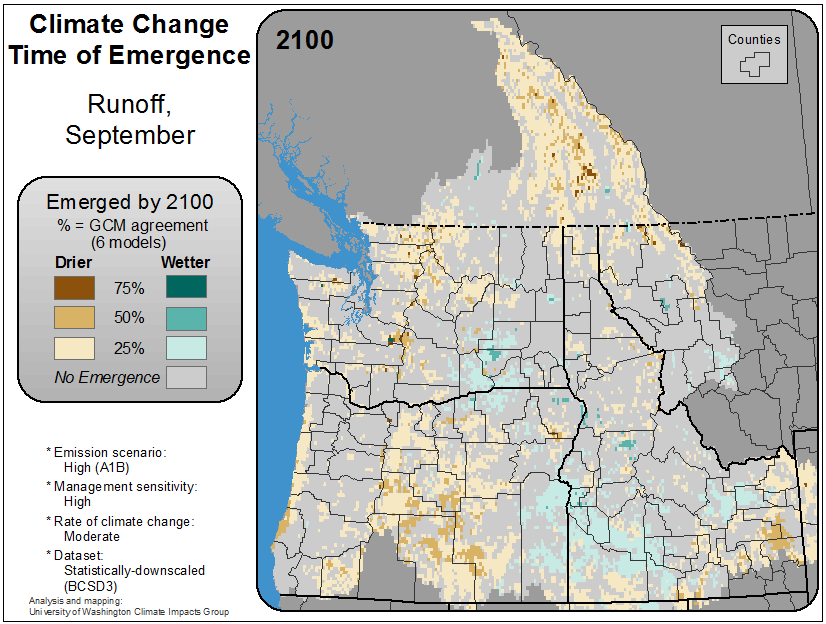 Climate Change
Time of Emergence
Runoff,
September
Emerged by 2100
% = GCM agreement
(6 models)
Drier Wetter
75%
50%
25%
No Emergence
* Emission scenario:
High (A1B)
* Management sensitivity:
High
* Rate of climate change:
Moderate
* Dataset:
Statistically-downscaled
(BCSD3)
Analysis and mapping:
University of Washington Climate Impacts Group
2100
Counties